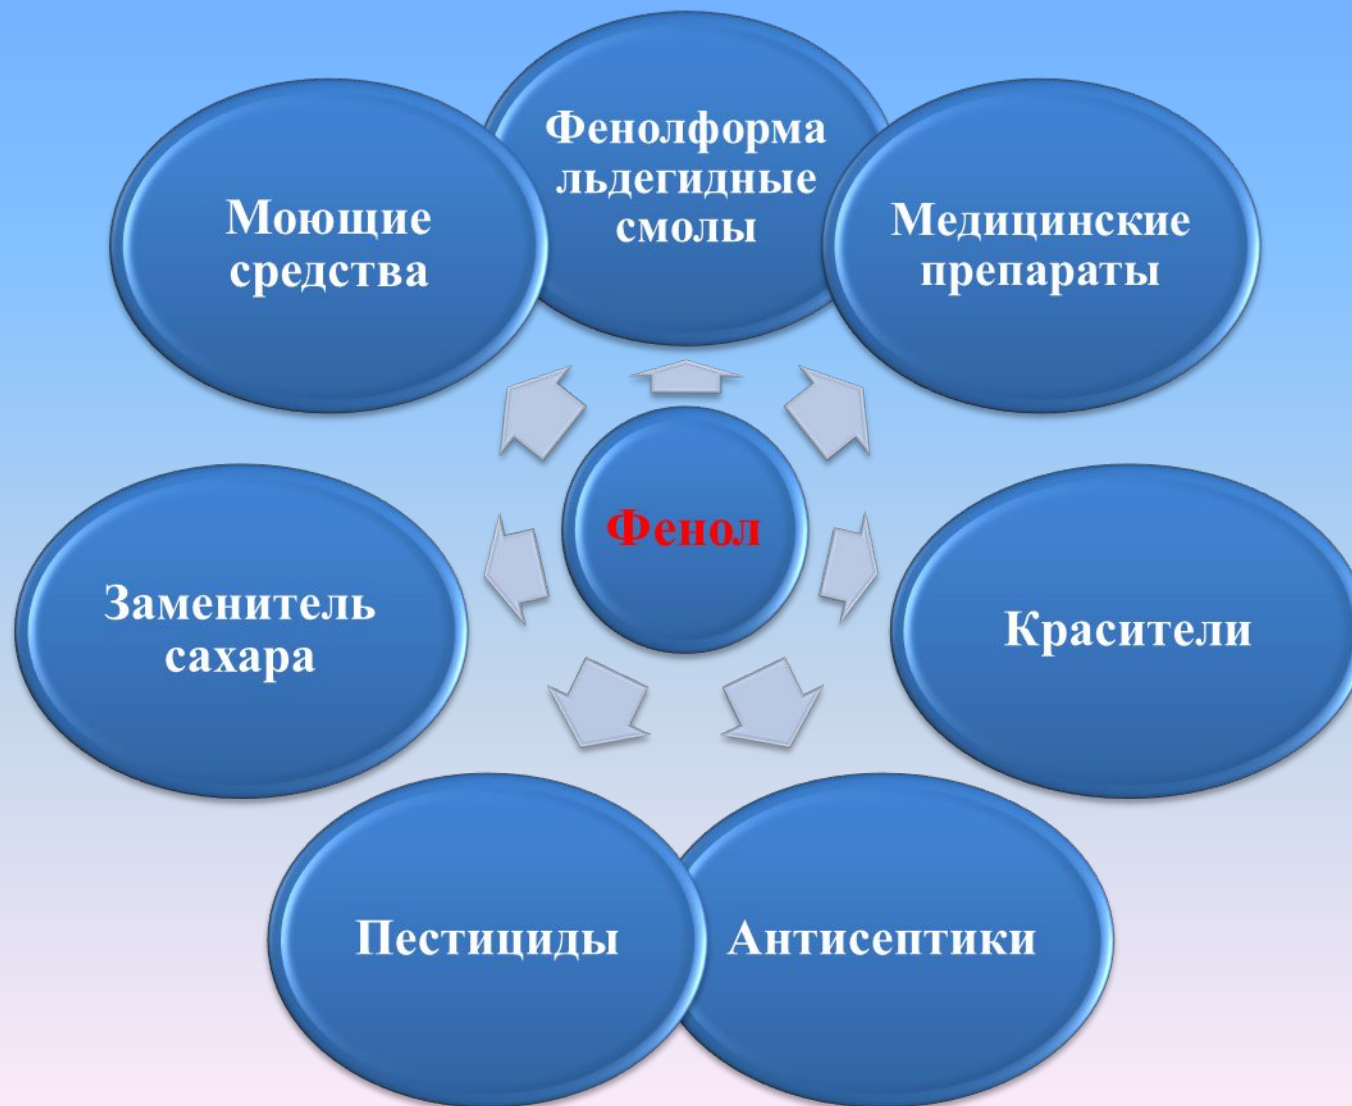 Фенолформа
льдегидные
смолы
Моющие
средства
Медицинские
препараты
Фенол
Заменитель
сахара
Красители
Пестициды
Антисептики